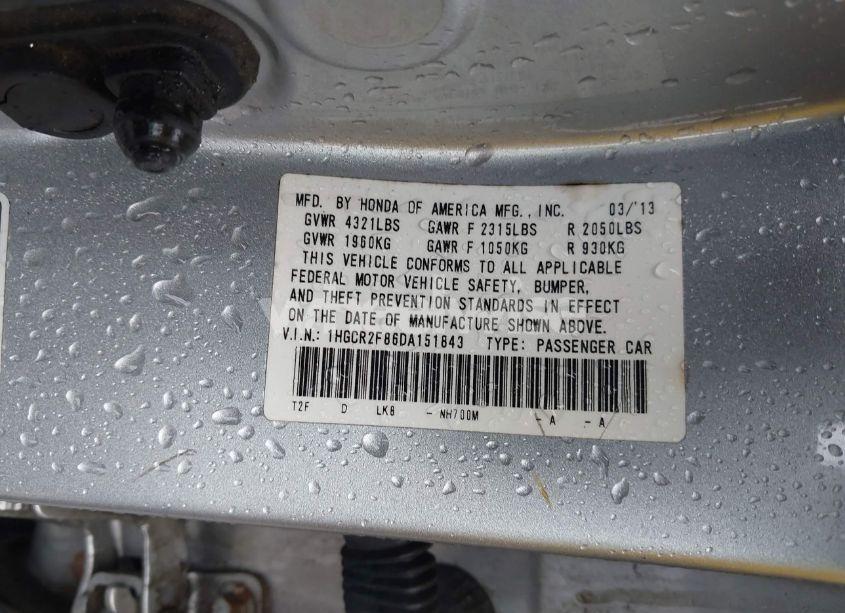 MFD. BY HONDA OF AMERICA MFG., INC. 03/'13
GVWR 4321LBS GAWR F 2315LBS R 2050LBS
GVWR 1960KG GAWR F 1050KG R 930KG
THIS VEHICLE CONFORMS TO ALL APPLICABLE
FEDERAL MOTOR VEHICLE SAFETY, BUMPER,
AND THEFT PREVENTION STANDARDS IN EFFECT
ON THE DATE OF MANUFACTURE SHOWN ABOVE.
V.I.N.: 1HGCR2F86DA151843 TYPE: PASSENGER CAR
T2F D LK8 - NH700M -A -A